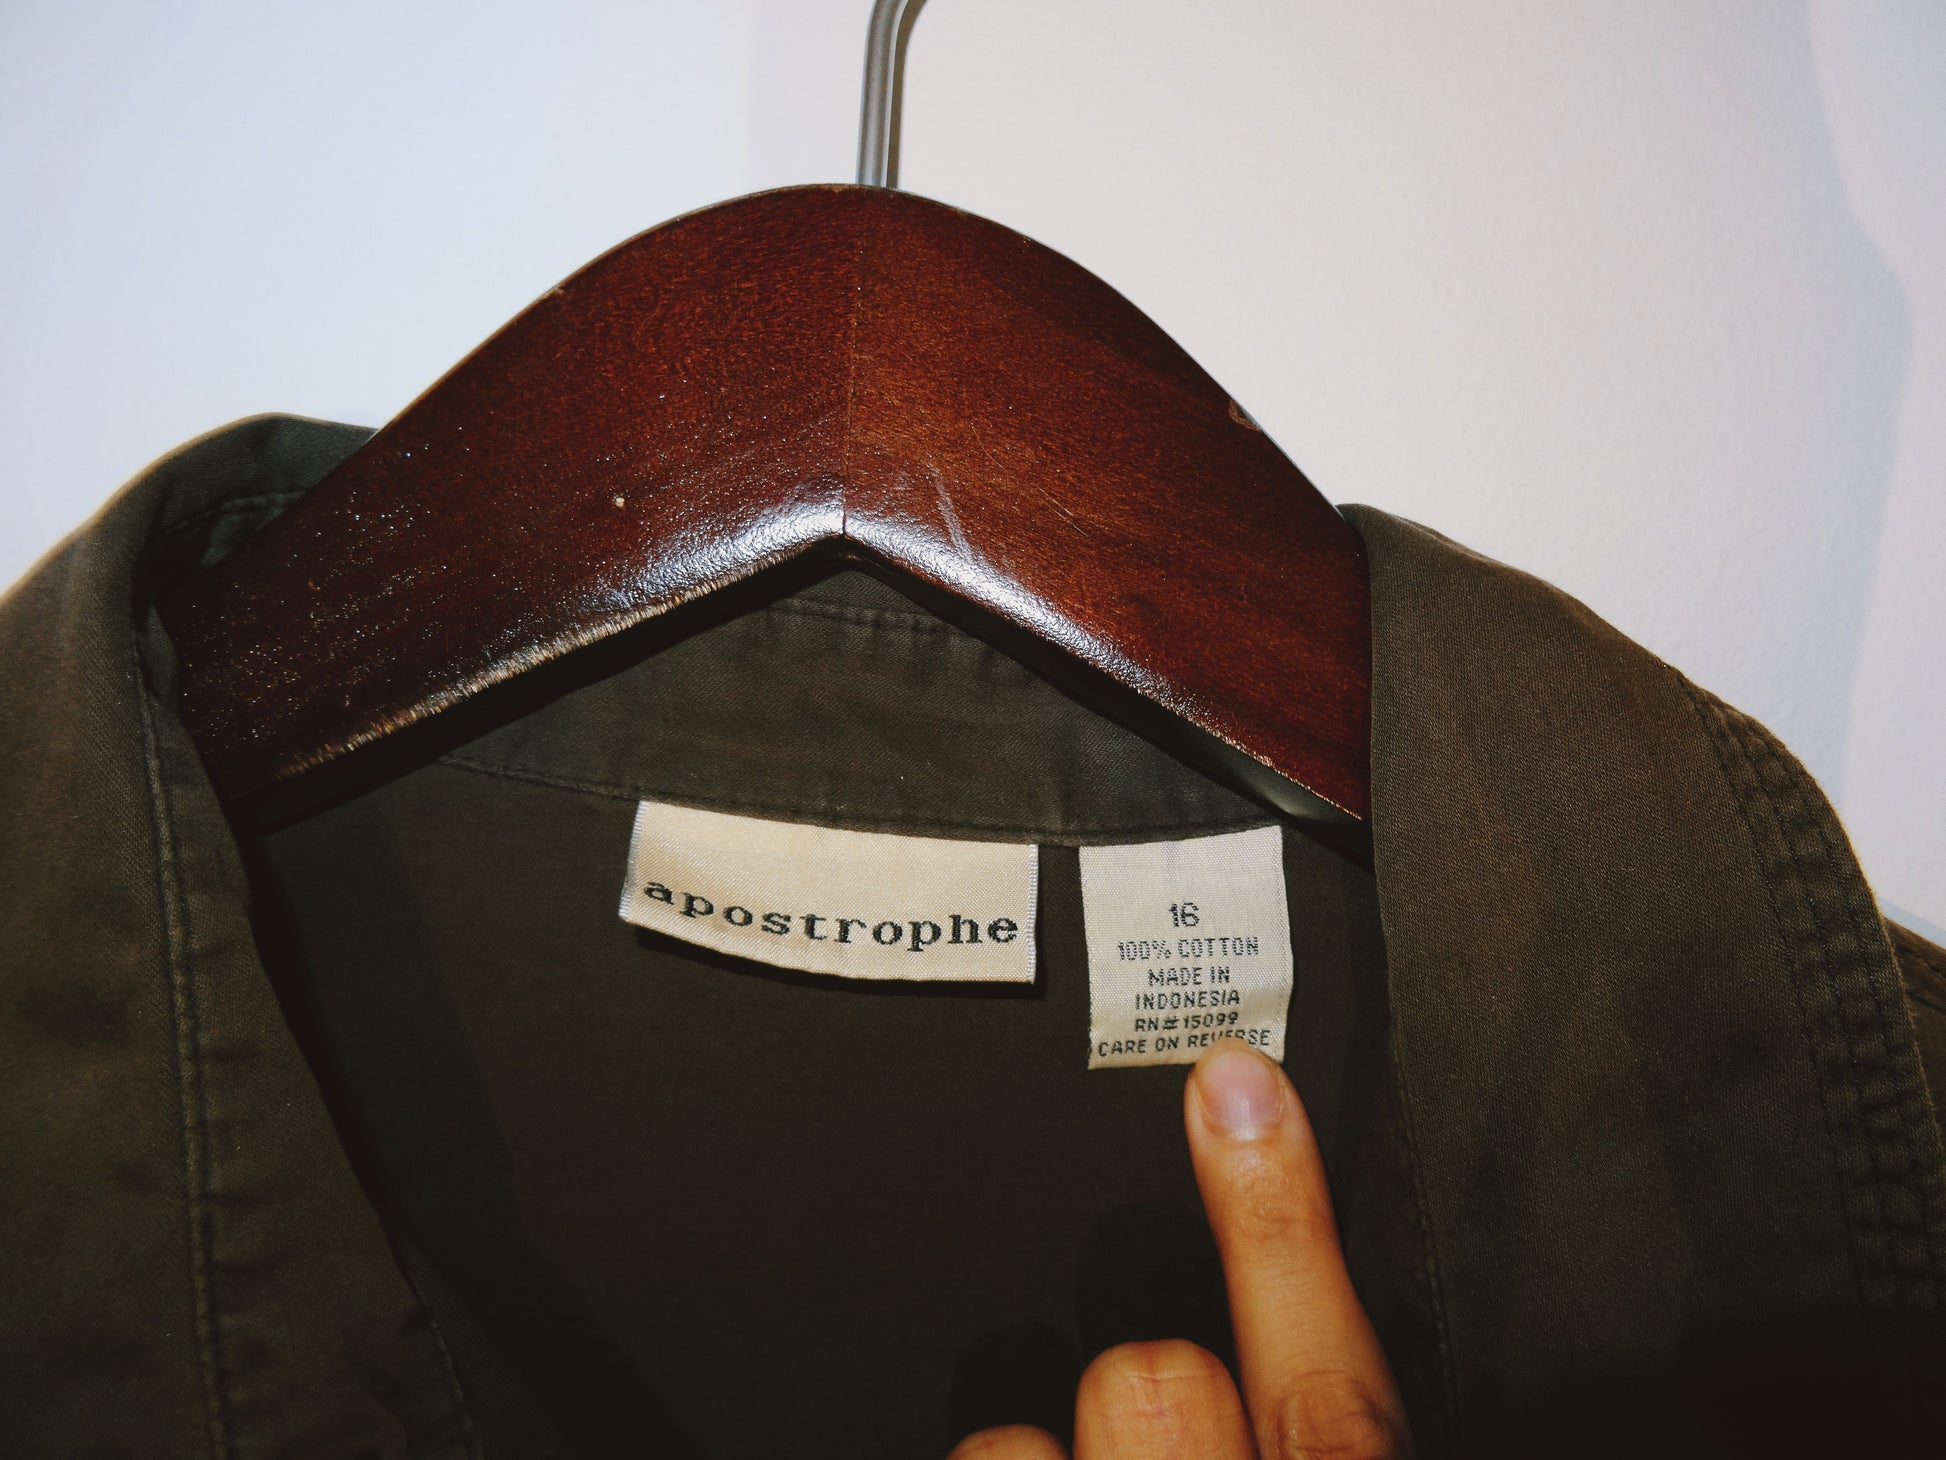 apostrophe
16
100% COTTON
MADE IN
INDONESIA
RN#15099
CARE ON REVERSE